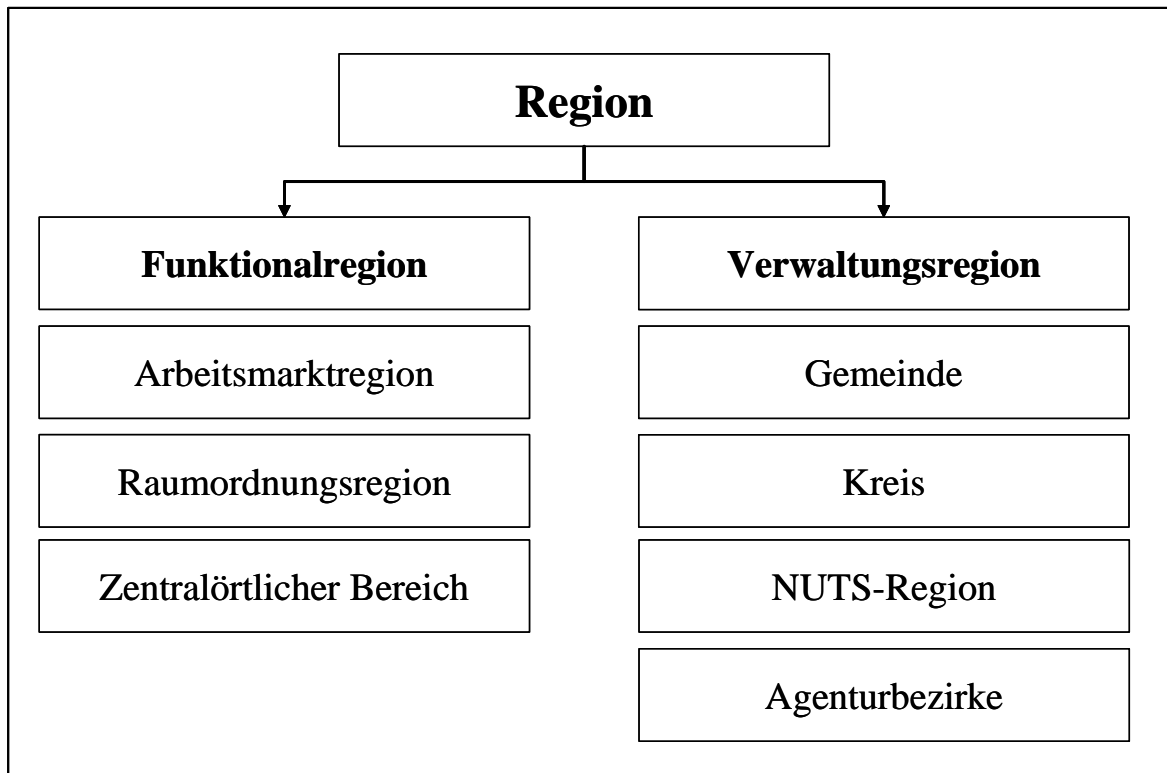 Region
Funktionalregion
Arbeitsmarktregion
Raumordnungsregion
Zentralörtlicher Bereich
Verwaltungsregion
Gemeinde
Kreis
NUTS-Region
Agenturbezirke